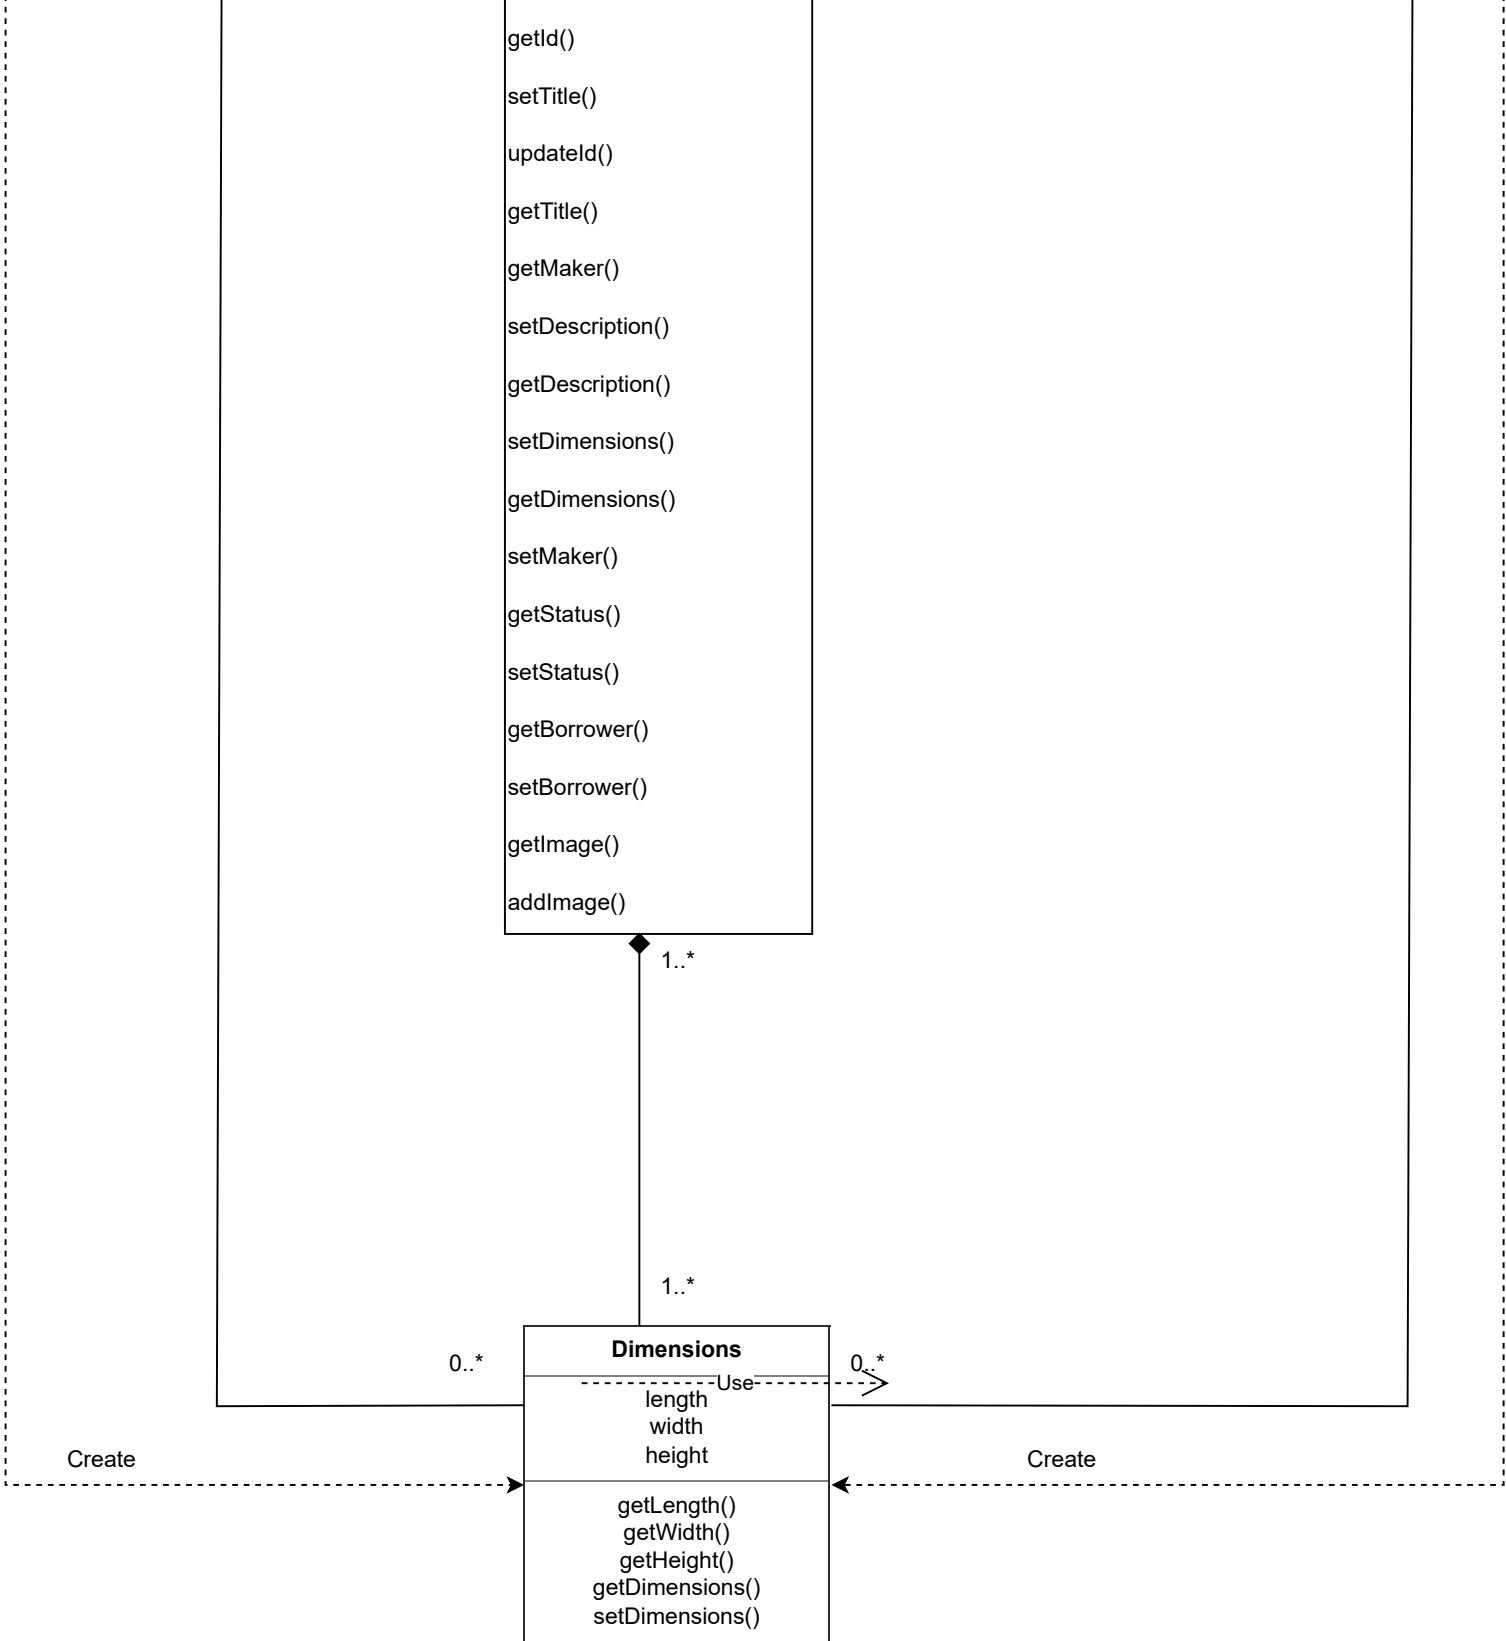 getId()
setTitle()
updateId()
getTitle()
getMaker()
setDescription()
getDescription()
setDimensions()
getDimensions()
setMaker()
getStatus()
setStatus()
getBorrower()
setBorrower()
getImage()
addImage()
1..*
1..*
Dimensions
0..*
0..*
Use
length
width
height
Create
Create
getLength()
getWidth()
getHeight()
getDimensions()
setDimensions()